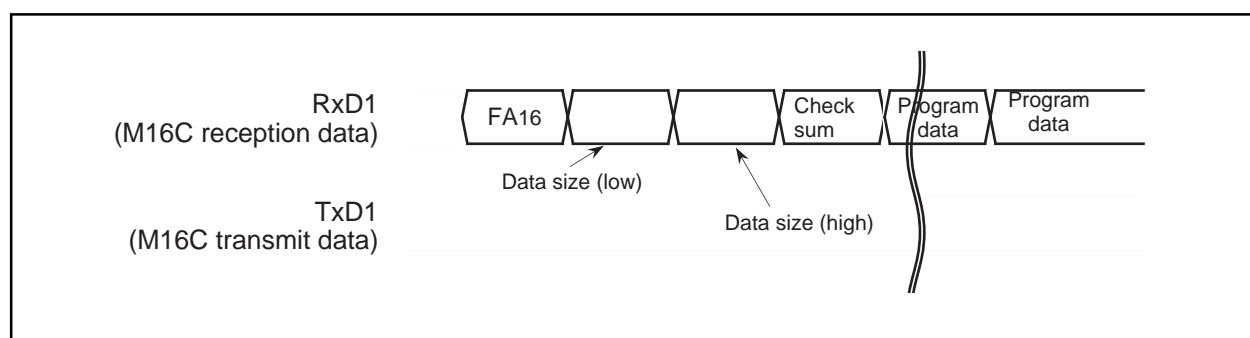 RxD1
(M16C reception data)
FA16
Check
sum
Program
data
Program
data
Data size (low)
Data size (high)
TxD1
(M16C transmit data)